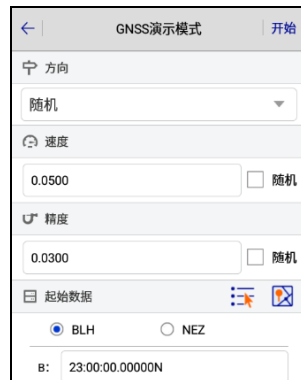 GNSS演示模式 开始
方向
随机
速度
0.0500 随机
精度
0.0300 随机
起始数据
BLH NEZ
B: 23:00:00.00000N